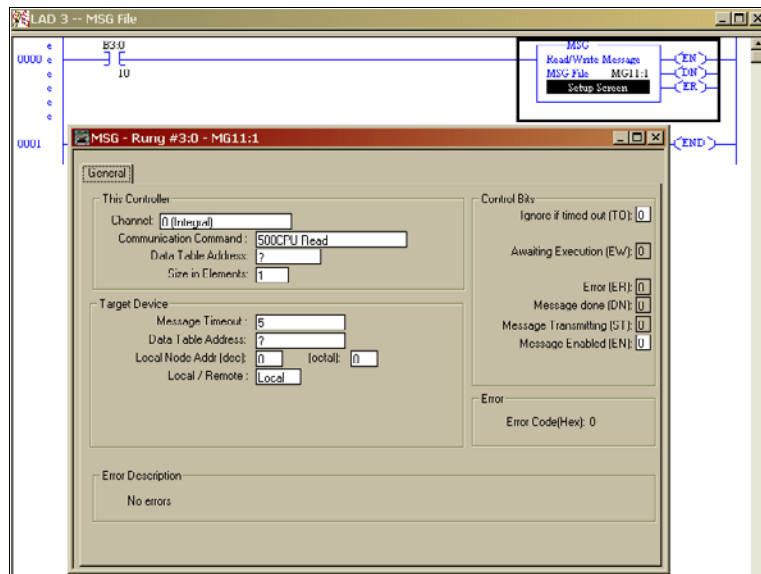 LAD 3 -- MSG File
e
0000 e
e
e
e
B3:0
10
MSG
Read/Write Message
MSG File MG11:1
Setup Screen
EN
DN
ER
0001
END
MSG - Rung #3:0 - MG11:1
General
This Controller
Channel: 0 (Integral)
Communication Command : 500CPU Read
Data Table Address: ?
Size in Elements: 1
Target Device
Message Timeout : 5
Data Table Address: ?
Local Node Addr (dec): 0 (octal): 0
Local / Remote : Local
Control Bits
Ignore if timed out (TO): 0
Awaiting Execution (EW): 0
Error (ER): 0
Message done (DN): 0
Message Transmitting (ST): 0
Message Enabled (EN): 0
Error
Error Code(Hex): 0
Error Description
No errors